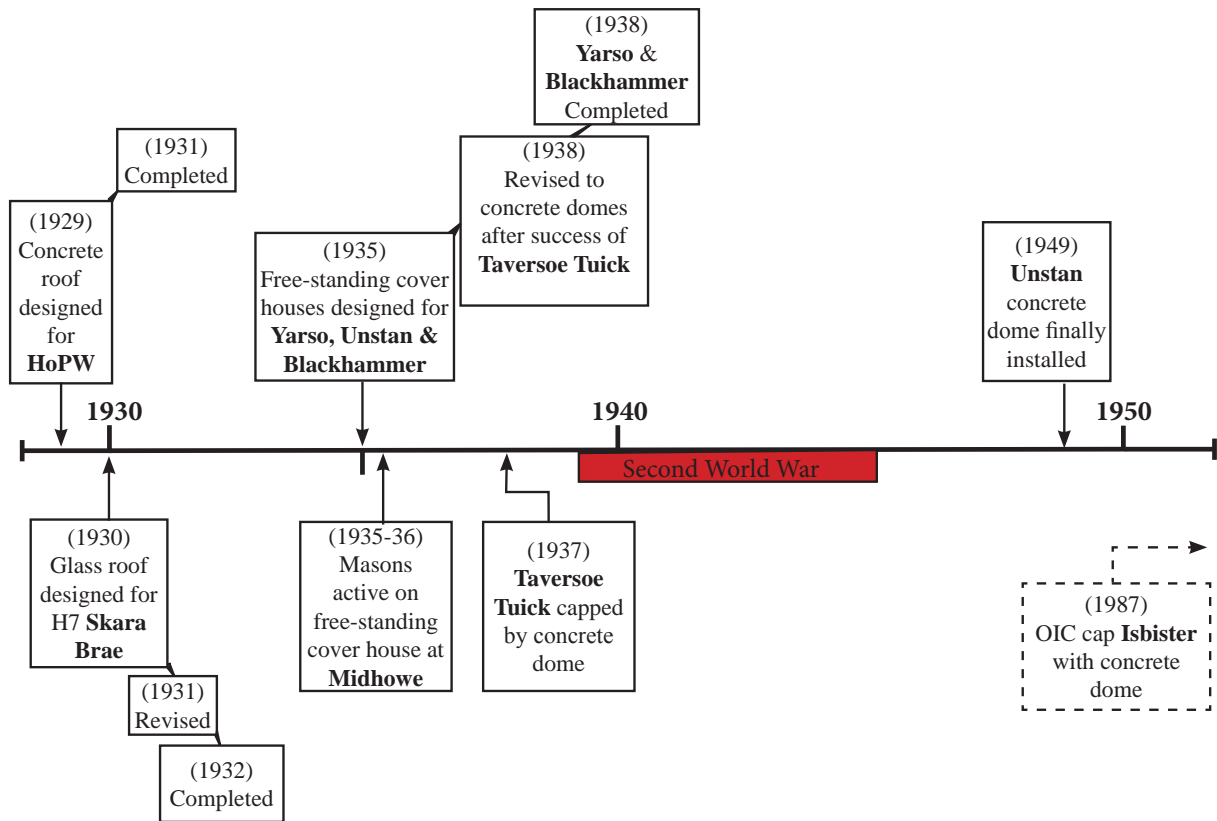 (1938)
Yarso &
Blackhammer
Completed
(1931)
Completed
(1938)
Revised to
concrete domes
after success of
Taversoe Tuick
(1929)
Concrete
roof
designed
for
HoPW
(1935)
Free-standing cover
houses designed for
Yarso, Unstan &
Blackhammer
(1949)
Unstan
concrete
dome finally
installed
1930
1940
1950
Second World War
(1930)
Glass roof
designed for
H7 Skara
Brae
(1931)
Revised
(1932)
Completed
(1935-36)
Masons
active on
free-standing
cover house at
Midhowe
(1937)
Taversoe
Tuick capped
by concrete
dome
(1987)
OIC cap Isbister
with concrete
dome